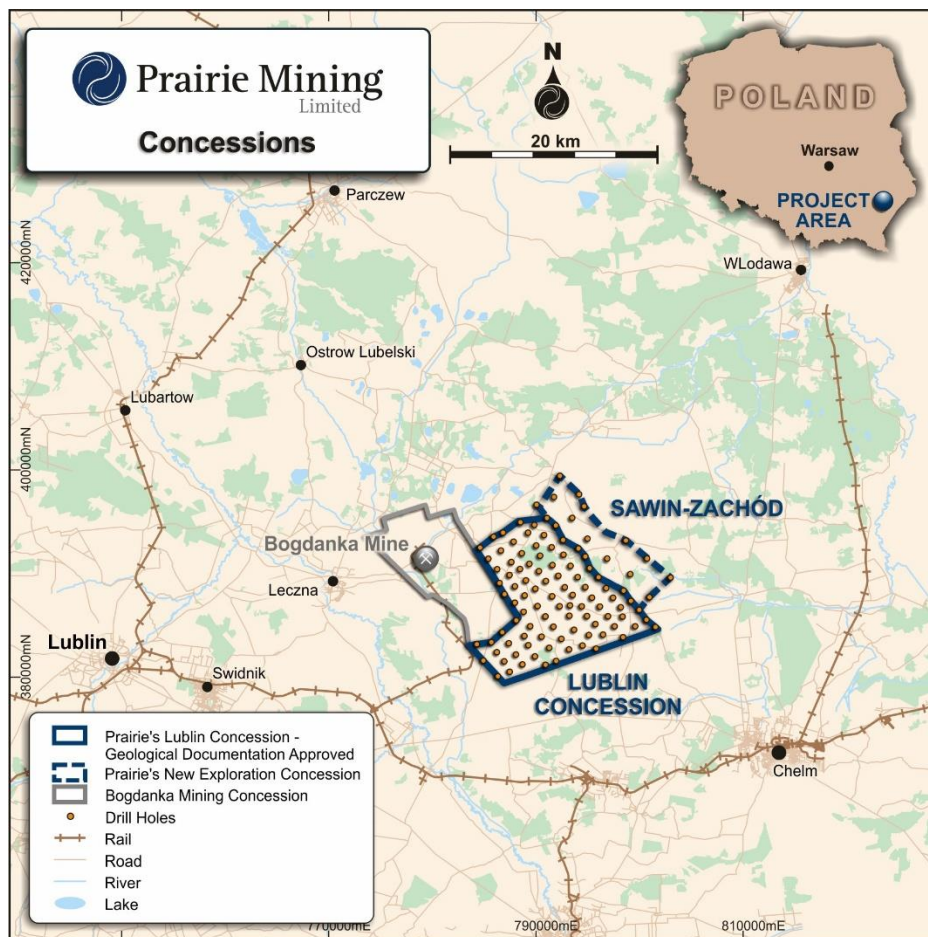 Prairie Mining
Limited
Concessions
N
20 km
POLAND
Warsaw
PROJECT
AREA
Parczew
WLodawa
420000mN
Ostrow Lubelski
Lubartow
400000mN
SAWIN-ZACHÓD
Bogdanka Mine
Leczna
Lublin
Swidnik
380000mN
LUBLIN
CONCESSION
Chelm
Prairie's Lublin Concession -
Geological Documentation Approved
Prairie's New Exploration Concession
Bogdanka Mining Concession
Drill Holes
Rail
Road
River
Lake
770000mE
790000mE
810000mE